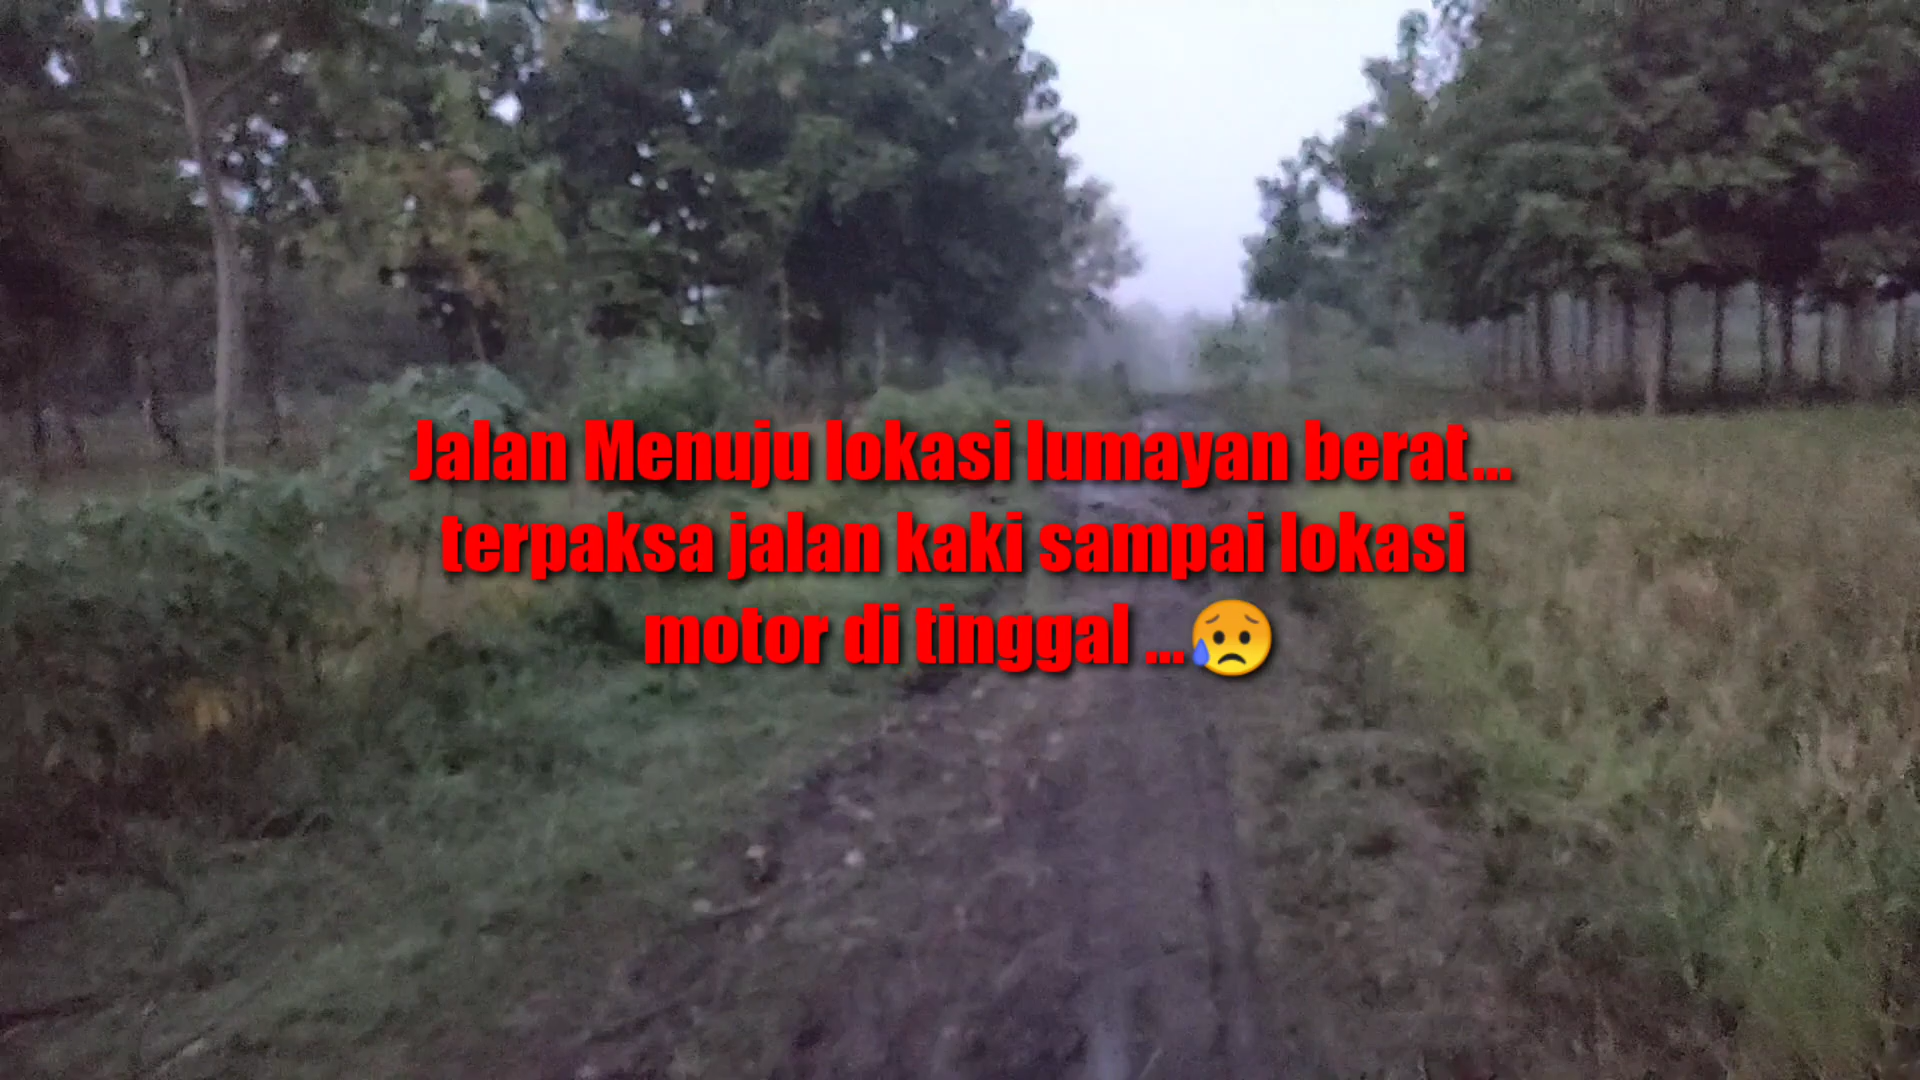 Jalan Menuju lokasi lumayan berat...
terpaksa jalan kaki sampai lokasi
motor di tinggal ...😥